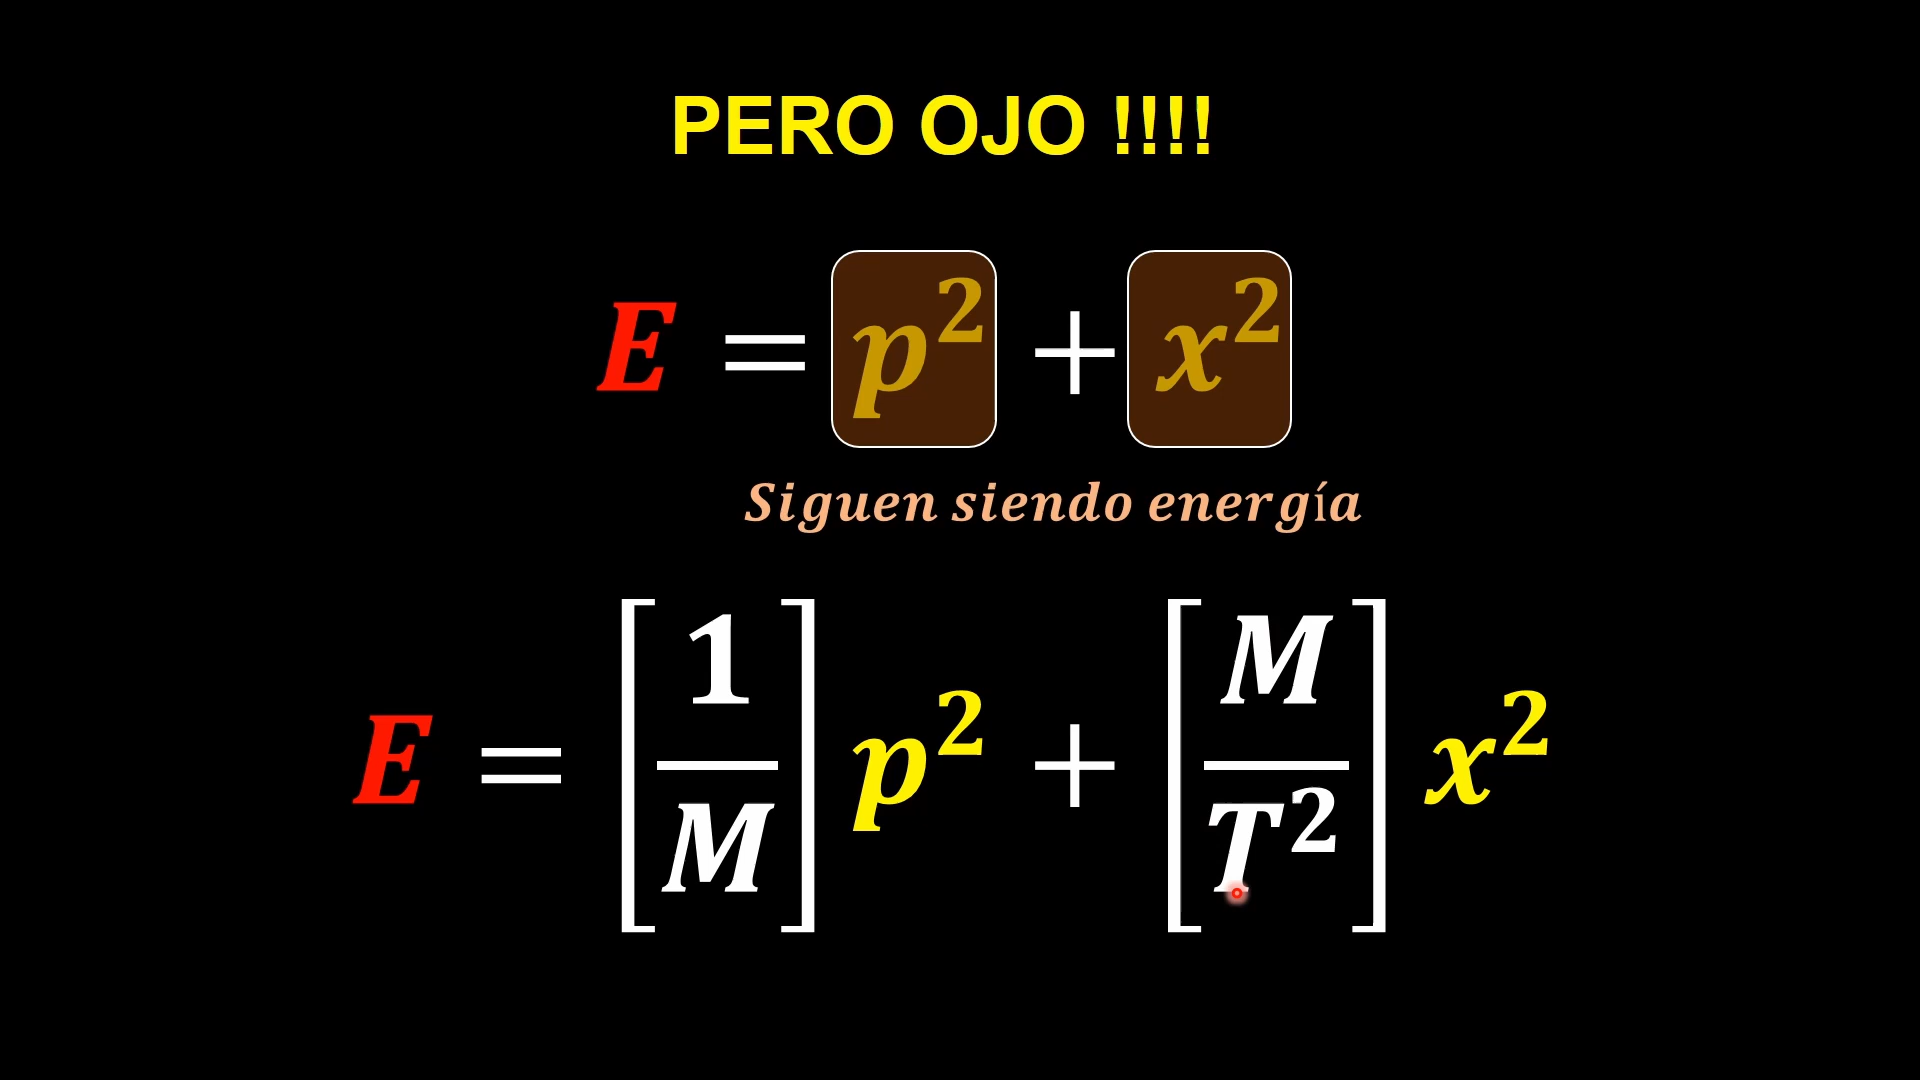 PERO OJO !!!!
E = p² + x²
Siguen siendo energía
E = [1/M] p² + [M/T²] x²